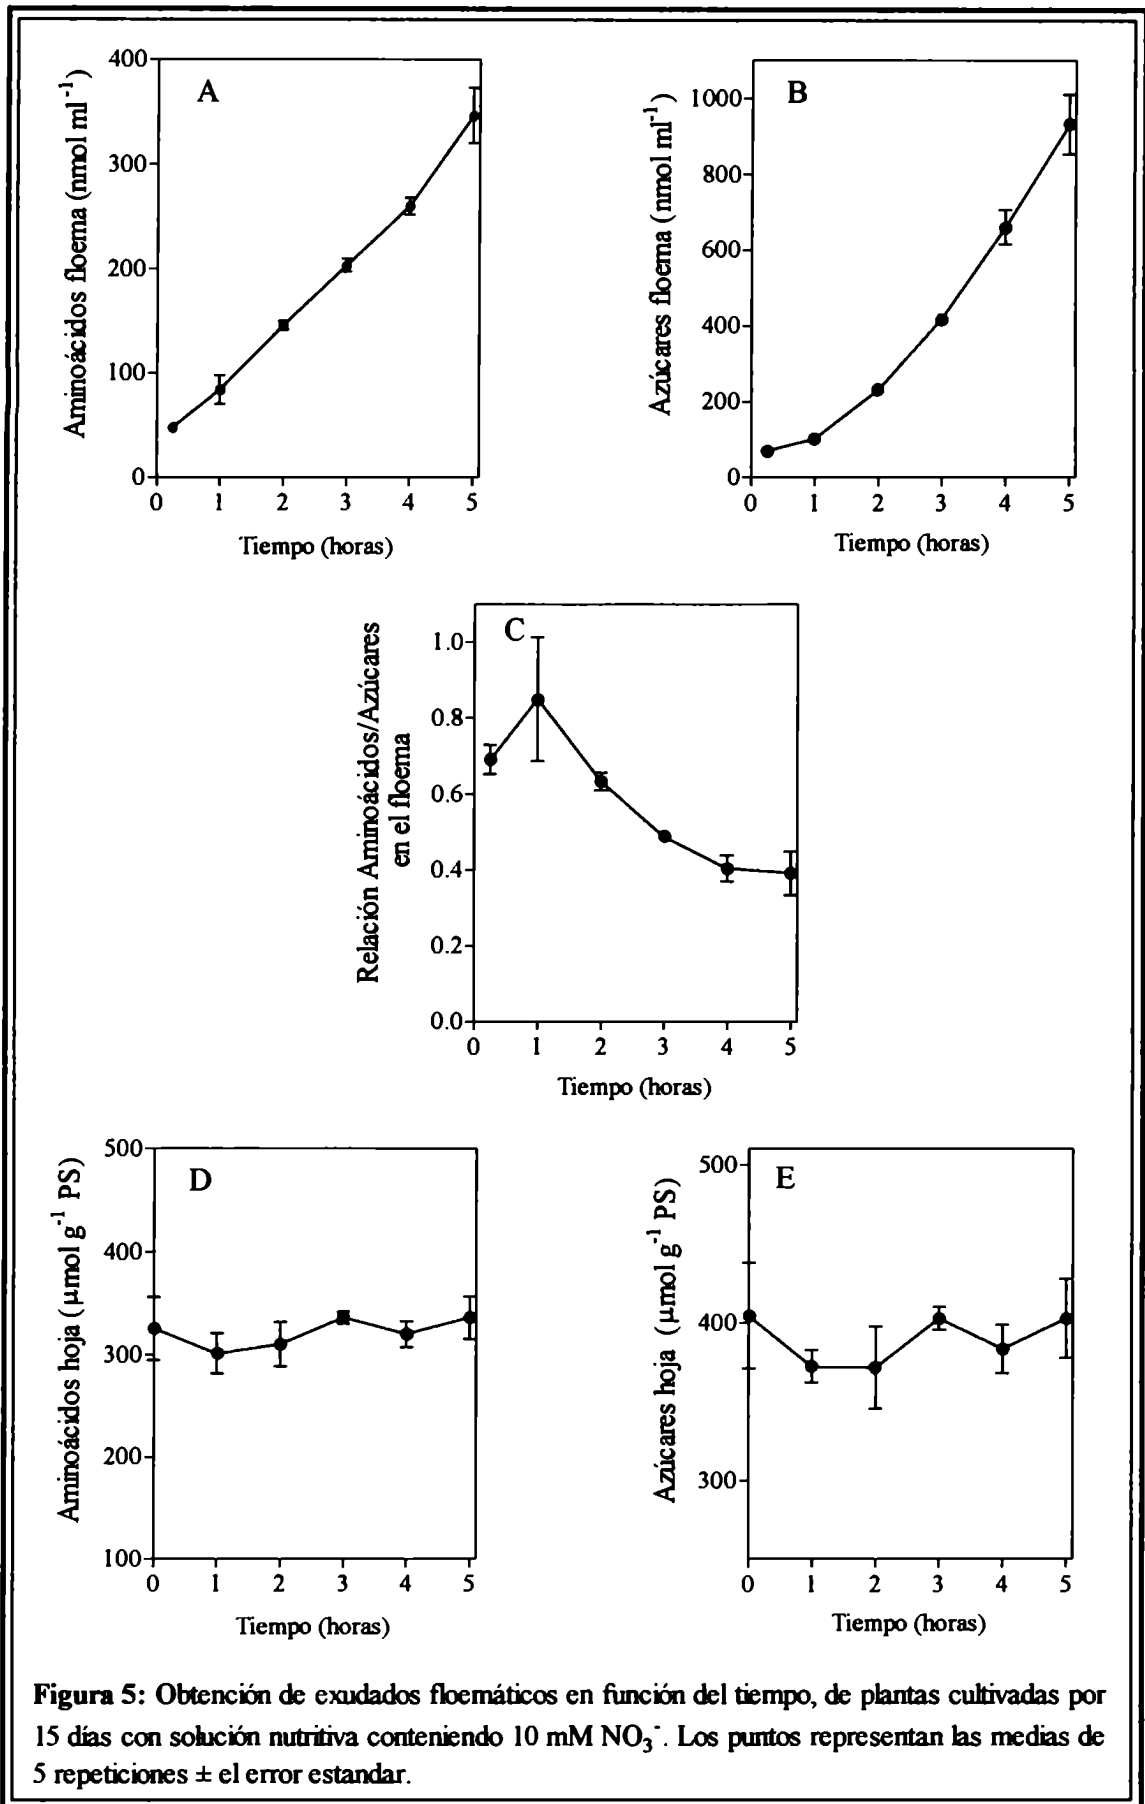 A
Aminoácidos floema (nmol ml⁻¹)
400
300
200
100
0
0 1 2 3 4 5
Tiempo (horas)
B
Azúcares floema (nmol ml⁻¹)
1000
800
600
400
200
0
0 1 2 3 4 5
Tiempo (horas)
C
Relación Aminoácidos/Azúcares
en el floema
1.0
0.8
0.6
0.4
0.2
0.0
0 1 2 3 4 5
Tiempo (horas)
D
Aminoácidos hoja (µmol g⁻¹ PS)
500
400
300
200
100
0 1 2 3 4 5
Tiempo (horas)
E
Azúcares hoja (µmol g⁻¹ PS)
500
400
300
0 1 2 3 4 5
Tiempo (horas)
Figura 5: Obtención de exudados floemáticos en función del tiempo, de plantas cultivadas por
15 días con solución nutritiva conteniendo 10 mM NO₃⁻. Los puntos representan las medias de
5 repeticiones ± el error estandar.